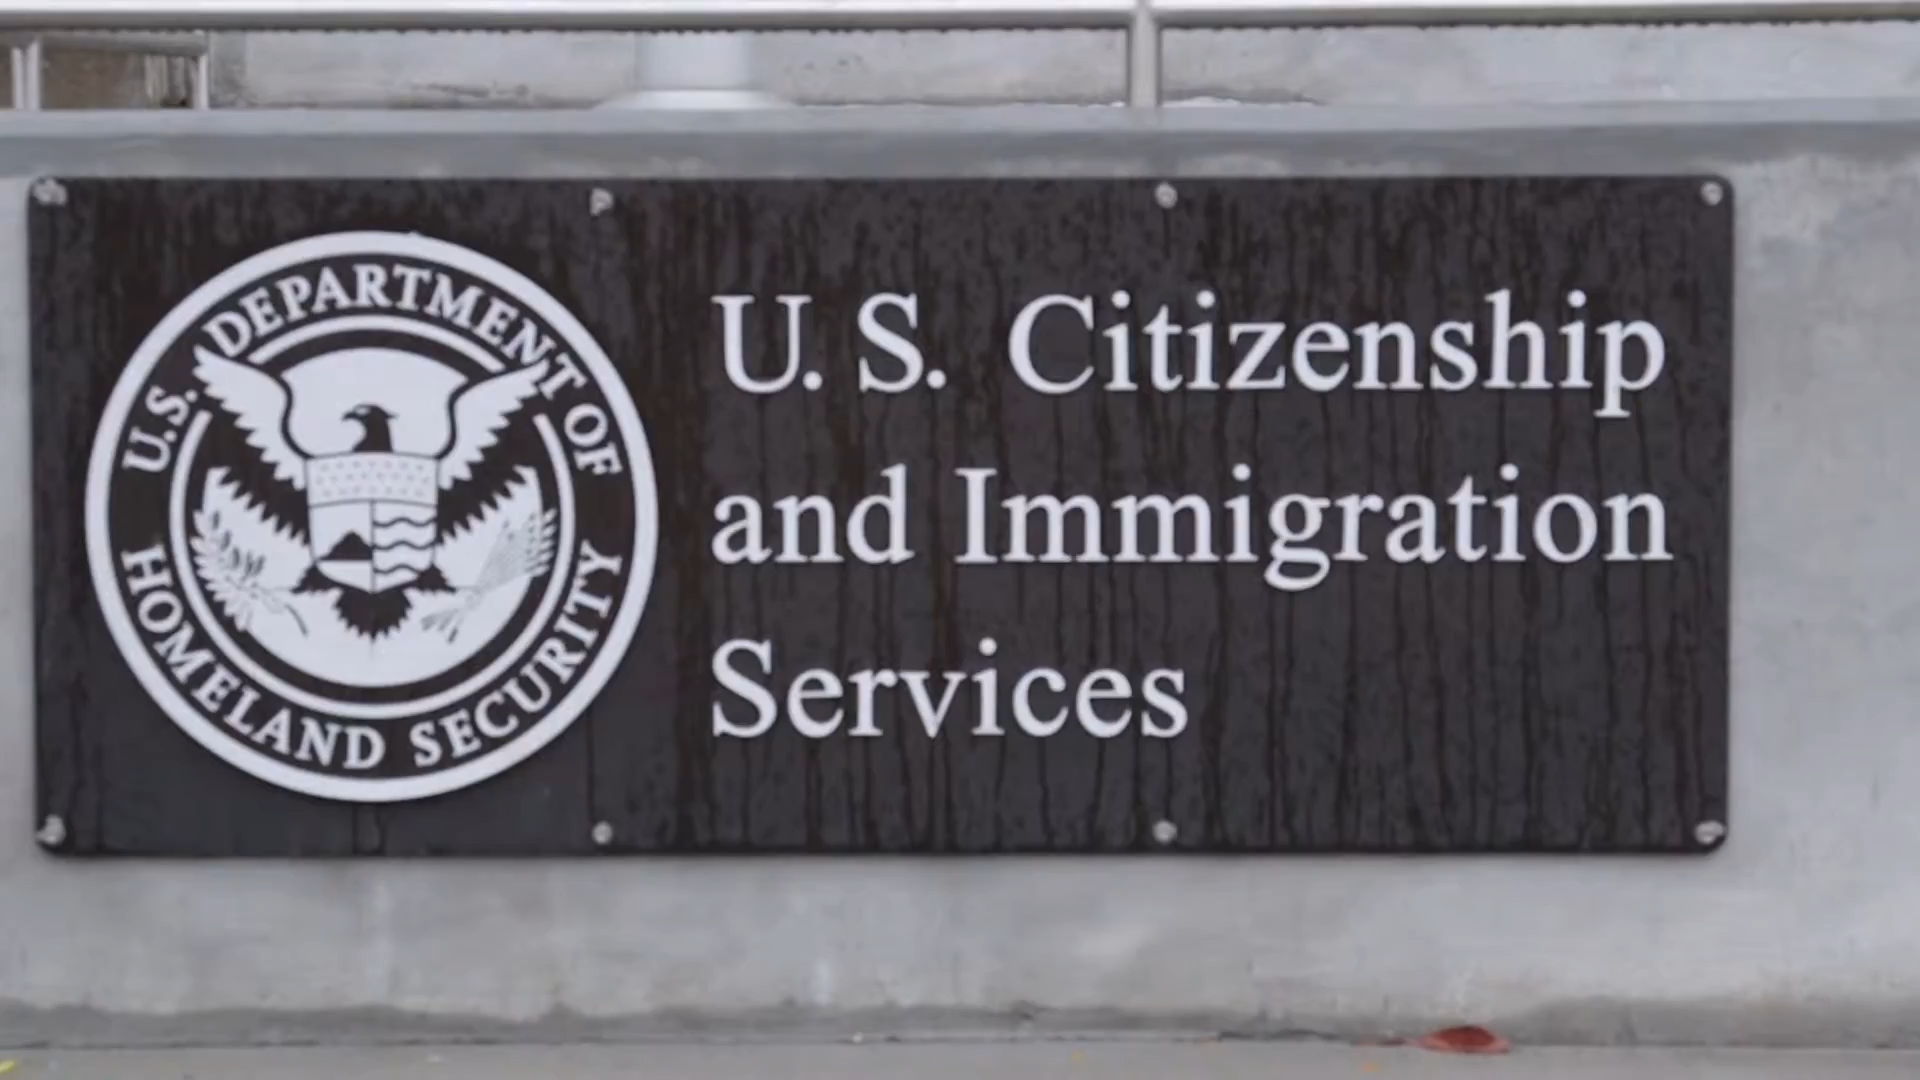 U.S. DEPARTMENT OF
HOMELAND SECURITY
U.S. Citizenship
and Immigration
Services